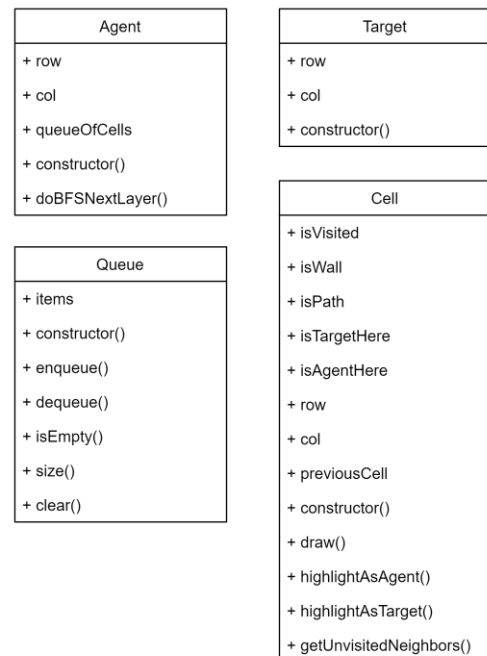 Agent
+ row
+ col
+ queueOfCells
+ constructor()
+ doBFSNextLayer()
Target
+ row
+ col
+ constructor()
Queue
+ items
+ constructor()
+ enqueue()
+ dequeue()
+ isEmpty()
+ size()
+ clear()
Cell
+ isVisited
+ isWall
+ isPath
+ isTargetHere
+ isAgentHere
+ row
+ col
+ previousCell
+ constructor()
+ draw()
+ highlightAsAgent()
+ highlightAsTarget()
+ getUnvisitedNeighbors()